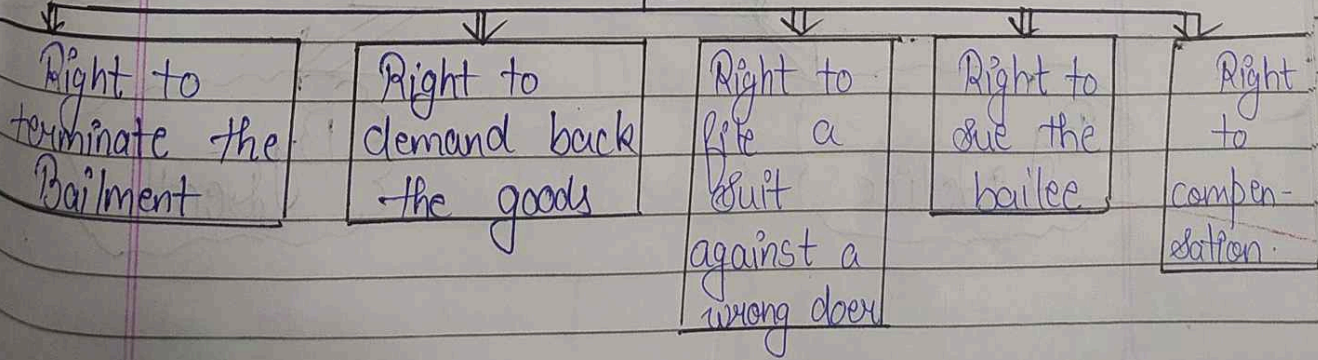 Right to
terminate the
Bailment
Right to
demand back
the goods
Right to
file a
suit
against a
wrong doer
Right to
sue the
bailee
Right
to
compen-
sation.